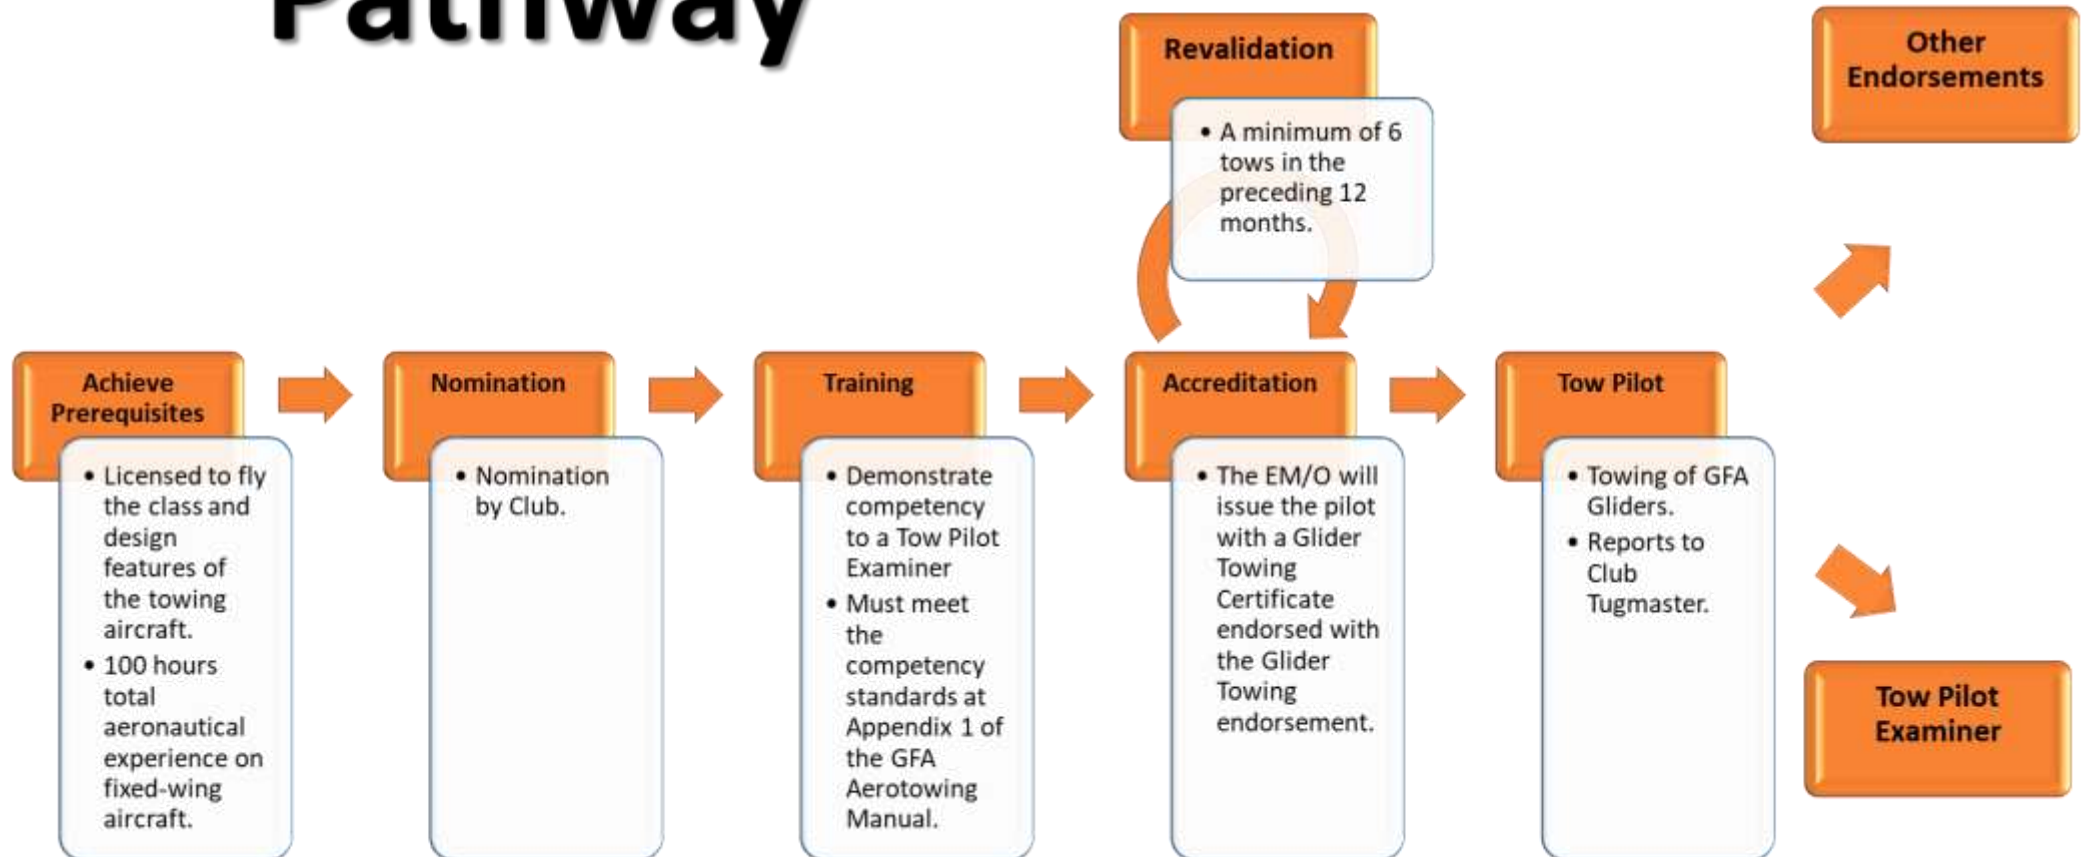 Pathway
Revalidation
• A minimum of 6
tows in the
preceding 12
months.
Other
Endorsements
Achieve
Prerequisites
• Licensed to fly
the class and
design
features of
the towing
aircraft.
• 100 hours
total
aeronautical
experience on
fixed-wing
aircraft.
Nomination
• Nomination
by Club.
Training
• Demonstrate
competency
to a Tow Pilot
Examiner
• Must meet
the
competency
standards at
Appendix 1 of
the GFA
Aerotowing
Manual.
Accreditation
• The EM/O will
issue the pilot
with a Glider
Towing
Certificate
endorsed with
the Glider
Towing
endorsement.
Tow Pilot
• Towing of GFA
Gliders.
• Reports to
Club
Tugmaster.
Tow Pilot
Examiner